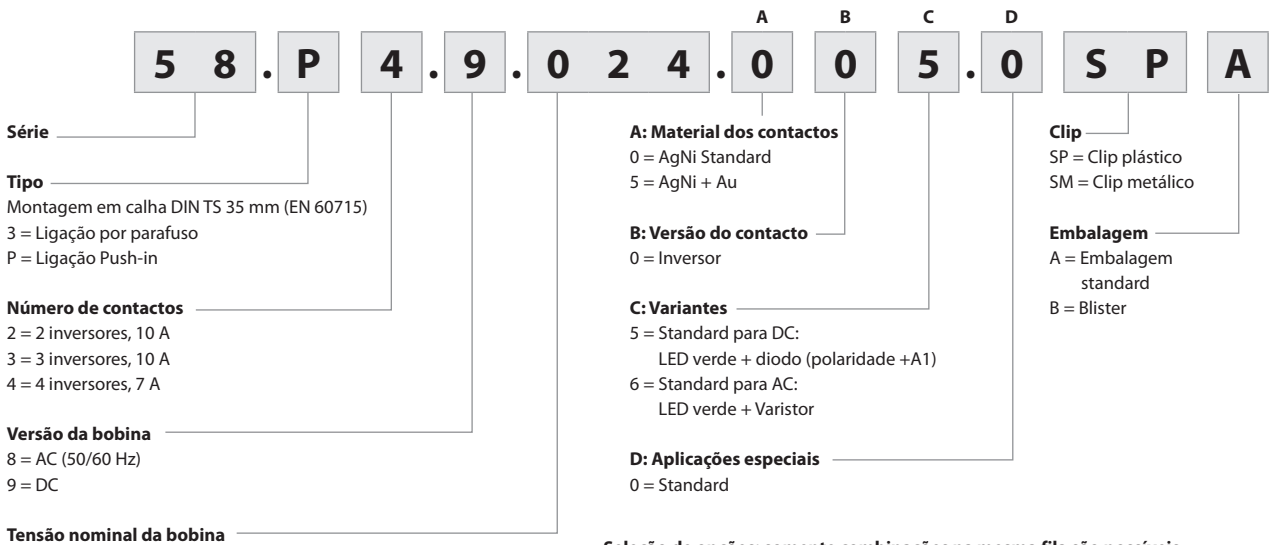 A B C D
5 8 . P 4 . 9 . 0 2 4 . 0 0 5 . 0 S P A
Série
Tipo
Montagem em calha DIN TS 35 mm (EN 60715)
3 = Ligação por parafuso
P = Ligação Push-in
Número de contactos
2 = 2 inversores, 10 A
3 = 3 inversores, 10 A
4 = 4 inversores, 7 A
Versão da bobina
8 = AC (50/60 Hz)
9 = DC
Tensão nominal da bobina
A: Material dos contactos
0 = AgNi Standard
5 = AgNi + Au
B: Versão do contacto
0 = Inversor
C: Variantes
5 = Standard para DC:
LED verde + diodo (polaridade +A1)
6 = Standard para AC:
LED verde + Varistor
D: Aplicações especiais
0 = Standard
Clip
SP = Clip plástico
SM = Clip metálico
Embalagem
A = Embalagem
standard
B = Blister